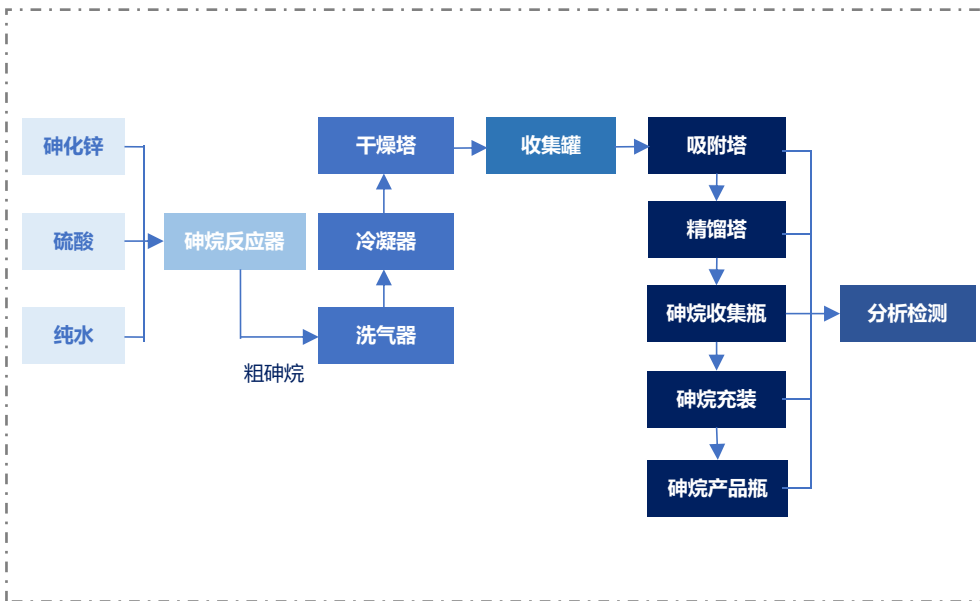 砷化锌
硫酸
纯水
砷烷反应器
粗砷烷
洗气器
冷凝器
干燥塔
收集罐
吸附塔
精馏塔
砷烷收集瓶
砷烷充装
砷烷产品瓶
分析检测